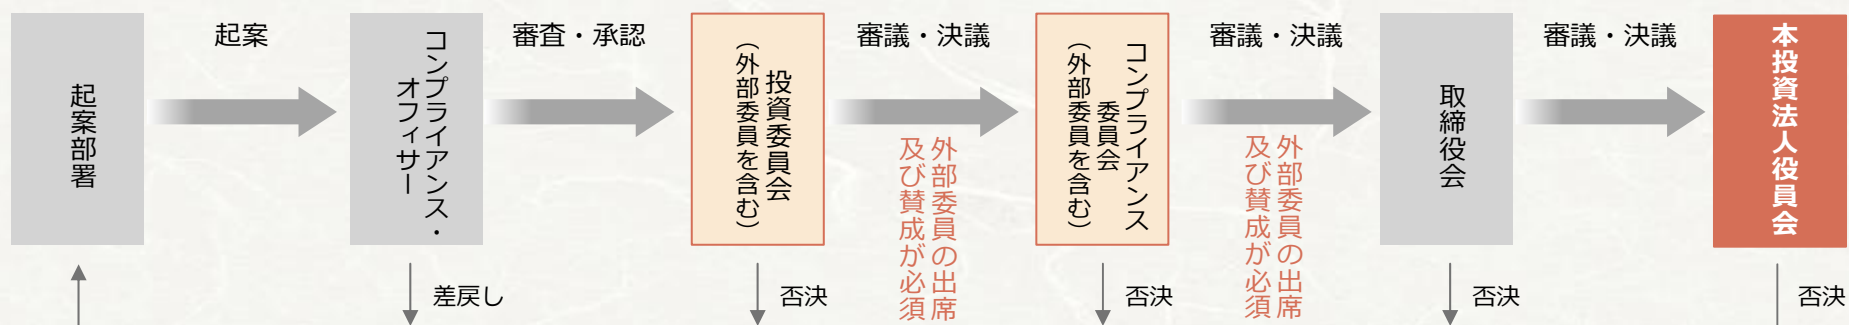 起案部署
起案
コンプライアンス・
オフィサー
審査・承認
投資委員会
（外部委員を含む）
審議・決議
外部委員の出席
及び賛成が必須
コンプライアンス
委員会
（外部委員を含む）
審議・決議
外部委員の出席
及び賛成が必須
取締役会
審議・決議
本投資法人役員会
差戻し
否決
否決
否決
否決